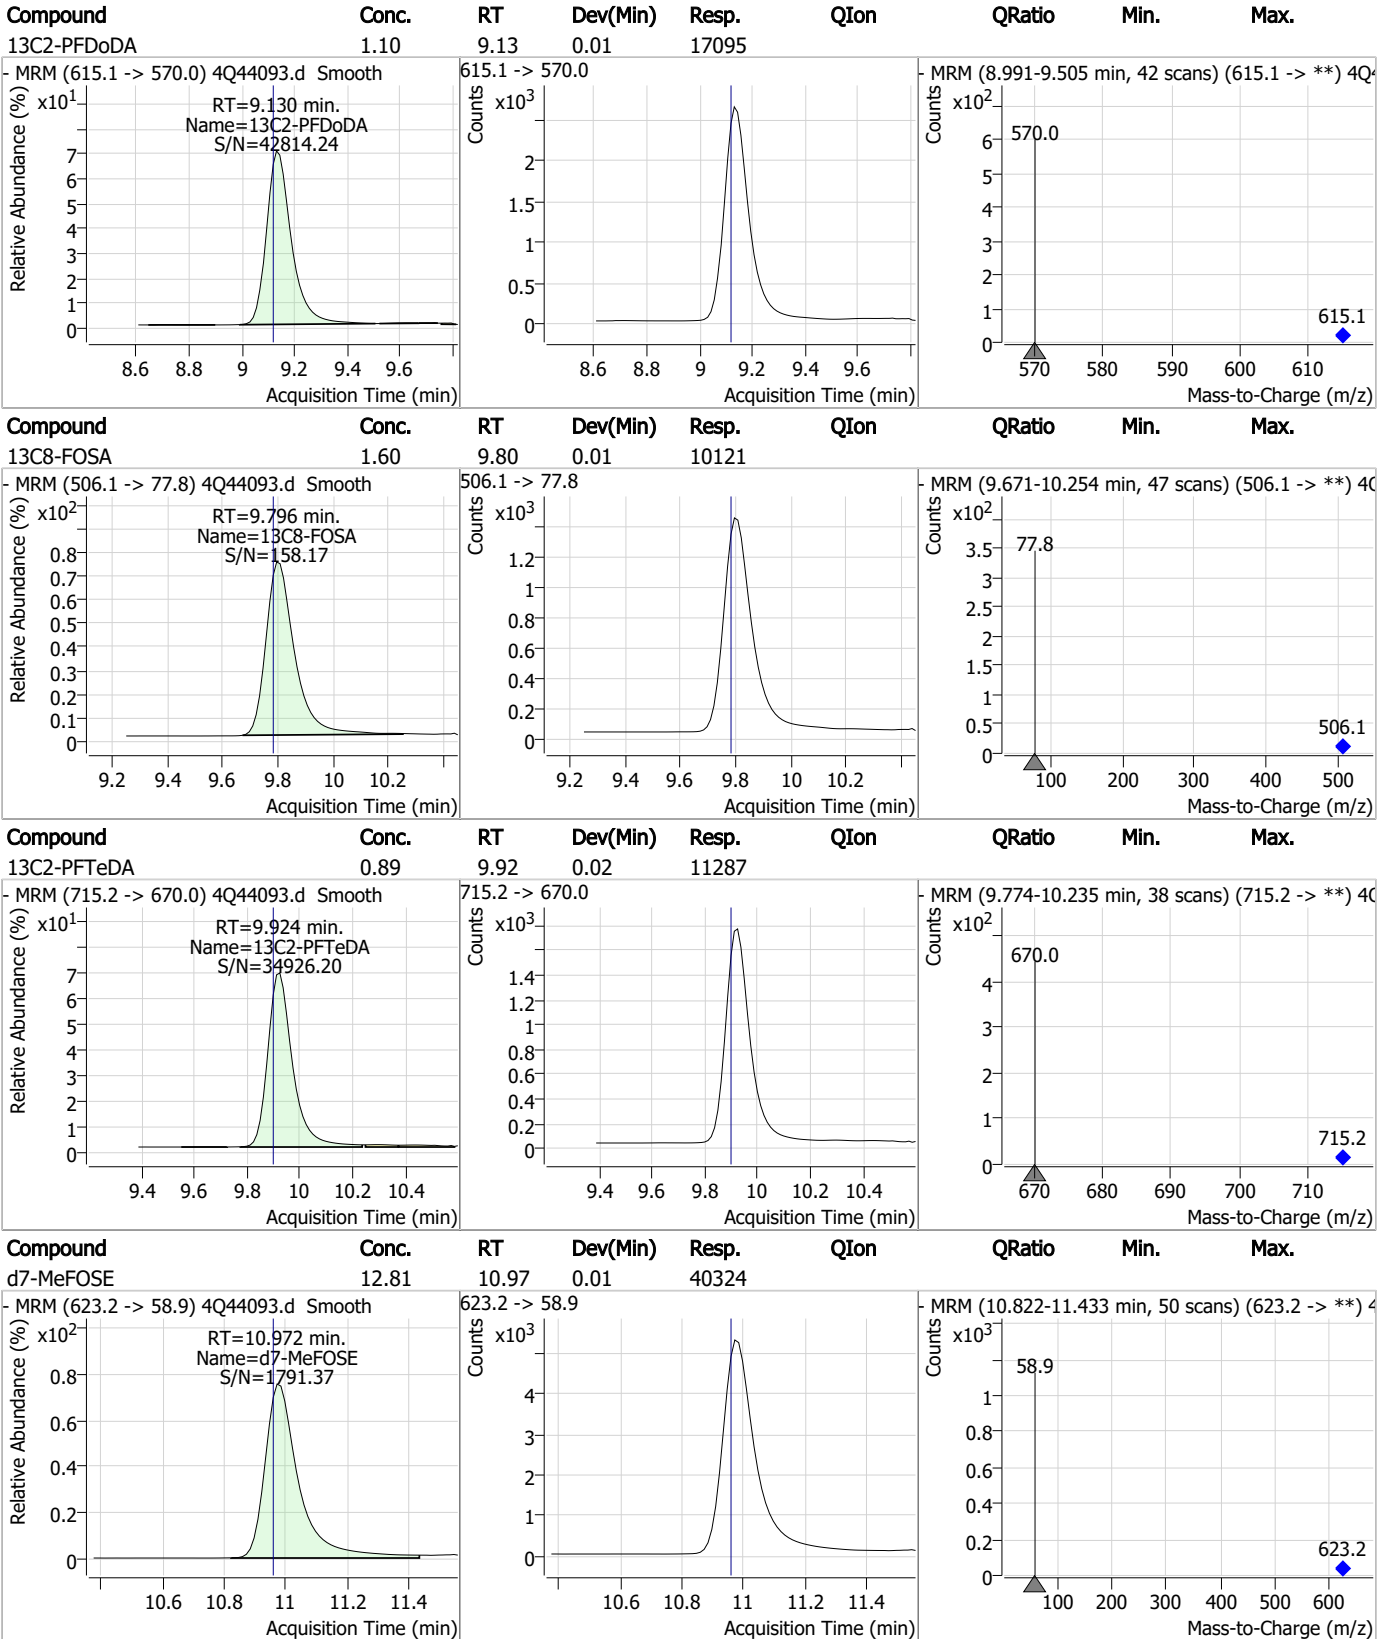 Compound Conc. RT Dev(Min) Resp. QIon QRatio Min. Max.
13C2-PFDoDA 1.10 9.13 0.01 17095
- MRM (615.1 -> 570.0) 4Q44093.d Smooth
Relative Abundance (%)
x10^1
RT=9.130 min.
Name=13C2-PFDoDA
S/N=42814.24
7
6
5
4
3
2
1
0
8.6 8.8 9 9.2 9.4 9.6
Acquisition Time (min)
615.1 -> 570.0
Counts
x10^3
2
1.5
1
0.5
0
8.6 8.8 9 9.2 9.4 9.6
Acquisition Time (min)
- MRM (8.991-9.505 min, 42 scans) (615.1 -> **) 4Q4
Counts
x10^2
570.0
6
5
4
3
2
1
0
615.1
570 580 590 600 610
Mass-to-Charge (m/z)
Compound Conc. RT Dev(Min) Resp. QIon QRatio Min. Max.
13C8-FOSA 1.60 9.80 0.01 10121
- MRM (506.1 -> 77.8) 4Q44093.d Smooth
Relative Abundance (%)
x10^2
RT=9.796 min.
Name=13C8-FOSA
S/N=158.17
0.8
0.7
0.6
0.5
0.4
0.3
0.2
0.1
0
9.2 9.4 9.6 9.8 10 10.2
Acquisition Time (min)
506.1 -> 77.8
Counts
x10^3
1.2
1
0.8
0.6
0.4
0.2
0
9.2 9.4 9.6 9.8 10 10.2
Acquisition Time (min)
- MRM (9.671-10.254 min, 47 scans) (506.1 -> **) 4Q
Counts
x10^2
77.8
3.5
3
2.5
2
1.5
1
0.5
0
506.1
100 200 300 400 500
Mass-to-Charge (m/z)
Compound Conc. RT Dev(Min) Resp. QIon QRatio Min. Max.
13C2-PFTeDA 0.89 9.92 0.02 11287
- MRM (715.2 -> 670.0) 4Q44093.d Smooth
Relative Abundance (%)
x10^1
RT=9.924 min.
Name=13C2-PFTeDA
S/N=34926.20
7
6
5
4
3
2
1
0
9.4 9.6 9.8 10 10.2 10.4
Acquisition Time (min)
715.2 -> 670.0
Counts
x10^3
1.4
1.2
1
0.8
0.6
0.4
0.2
0
9.4 9.6 9.8 10 10.2 10.4
Acquisition Time (min)
- MRM (9.774-10.235 min, 38 scans) (715.2 -> **) 4Q
Counts
x10^2
670.0
4
3
2
1
0
715.2
670 680 690 700 710
Mass-to-Charge (m/z)
Compound Conc. RT Dev(Min) Resp. QIon QRatio Min. Max.
d7-MeFOSE 12.81 10.97 0.01 40324
- MRM (623.2 -> 58.9) 4Q44093.d Smooth
Relative Abundance (%)
x10^2
RT=10.972 min.
Name=d7-MeFOSE
S/N=1791.37
0.8
0.6
0.4
0.2
0
10.6 10.8 11 11.2 11.4
Acquisition Time (min)
623.2 -> 58.9
Counts
x10^3
4
3
2
1
0
10.6 10.8 11 11.2 11.4
Acquisition Time (min)
- MRM (10.822-11.433 min, 50 scans) (623.2 -> **) 4
Counts
x10^3
58.9
1
0.8
0.6
0.4
0.2
0
623.2
100 200 300 400 500 600
Mass-to-Charge (m/z)